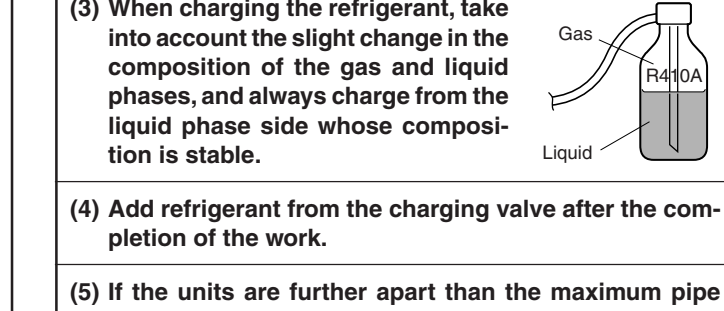 (3) When charging the refrigerant, take
into account the slight change in the
composition of the gas and liquid
phases, and always charge from the
liquid phase side whose composi-
tion is stable.
Gas
R410A
Liquid
(4) Add refrigerant from the charging valve after the com-
pletion of the work.
(5) If the units are further apart than the maximum pipe